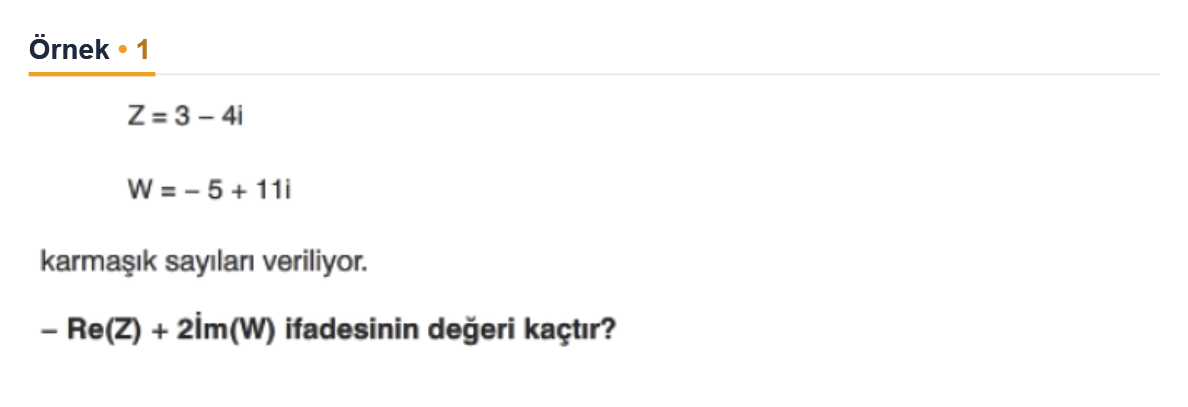 Örnek • 1
Z = 3 – 4i
W = – 5 + 11i
karmaşık sayıları veriliyor.
– Re(Z) + 2İm(W) ifadesinin değeri kaçtır?